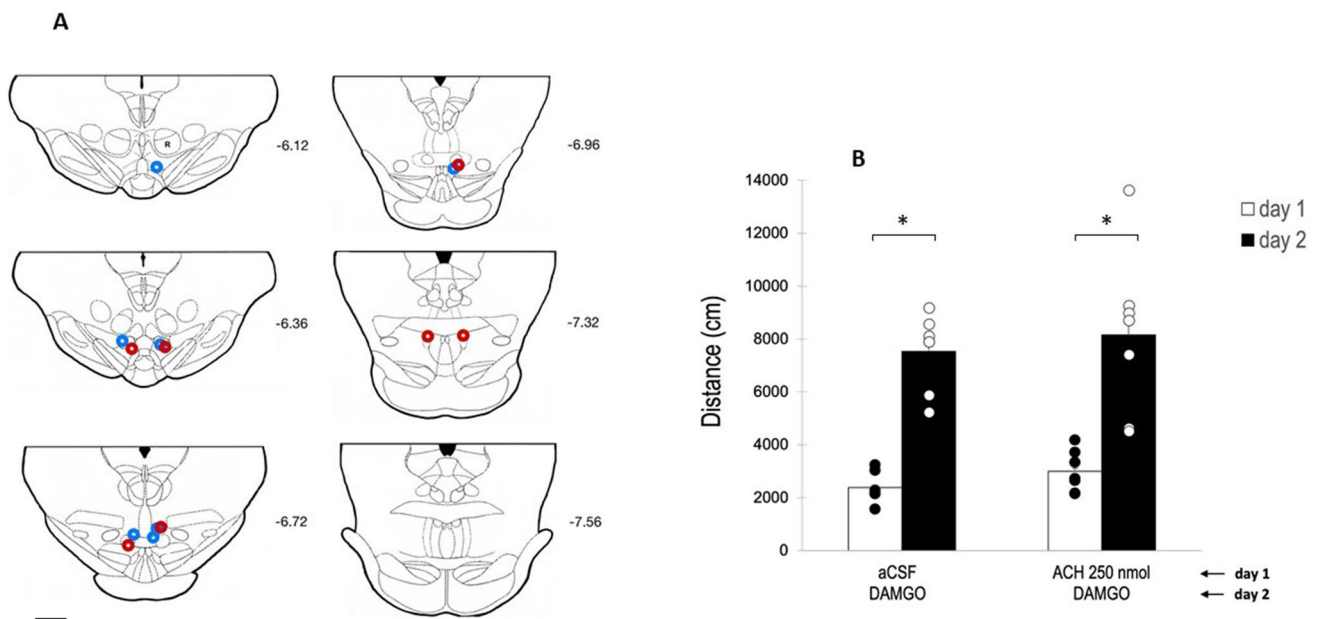 A
R
-6.12
-6.96
-6.36
-7.32
-6.72
-7.56
B
14000
12000
10000
8000
6000
4000
2000
0
Distance (cm)
*
*
day 1
day 2
aCSF
DAMGO
ACH 250 nmol
DAMGO
day 1
day 2